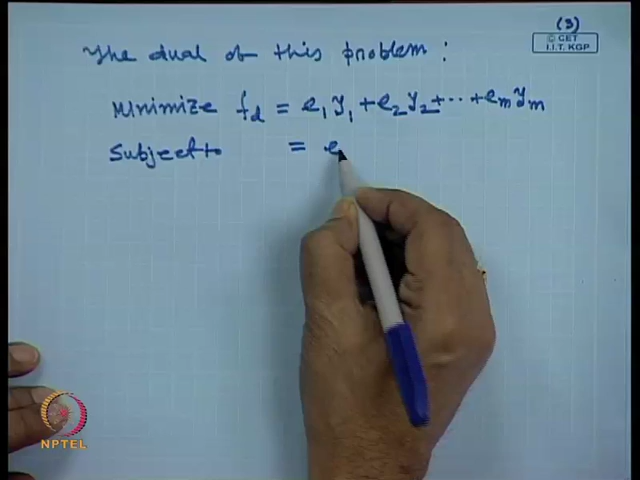 (3)
© CET
I.I.T. KGP
The dual of this problem :
Minimize f_d = e_1 y_1 + e_2 y_2 + ... + e_m y_m
Subject to = e
NPTEL